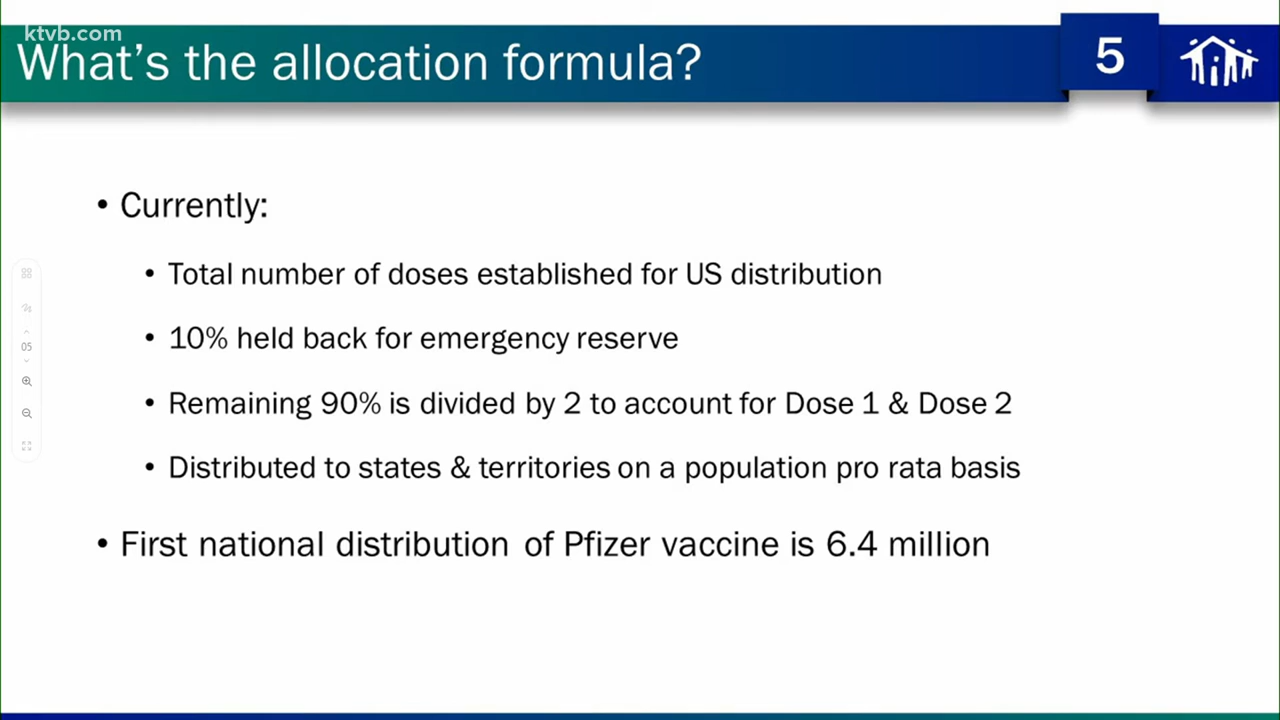 ktvb.com
What's the allocation formula?
5
• Currently:
• Total number of doses established for US distribution
• 10% held back for emergency reserve
• Remaining 90% is divided by 2 to account for Dose 1 & Dose 2
• Distributed to states & territories on a population pro rata basis
• First national distribution of Pfizer vaccine is 6.4 million
05